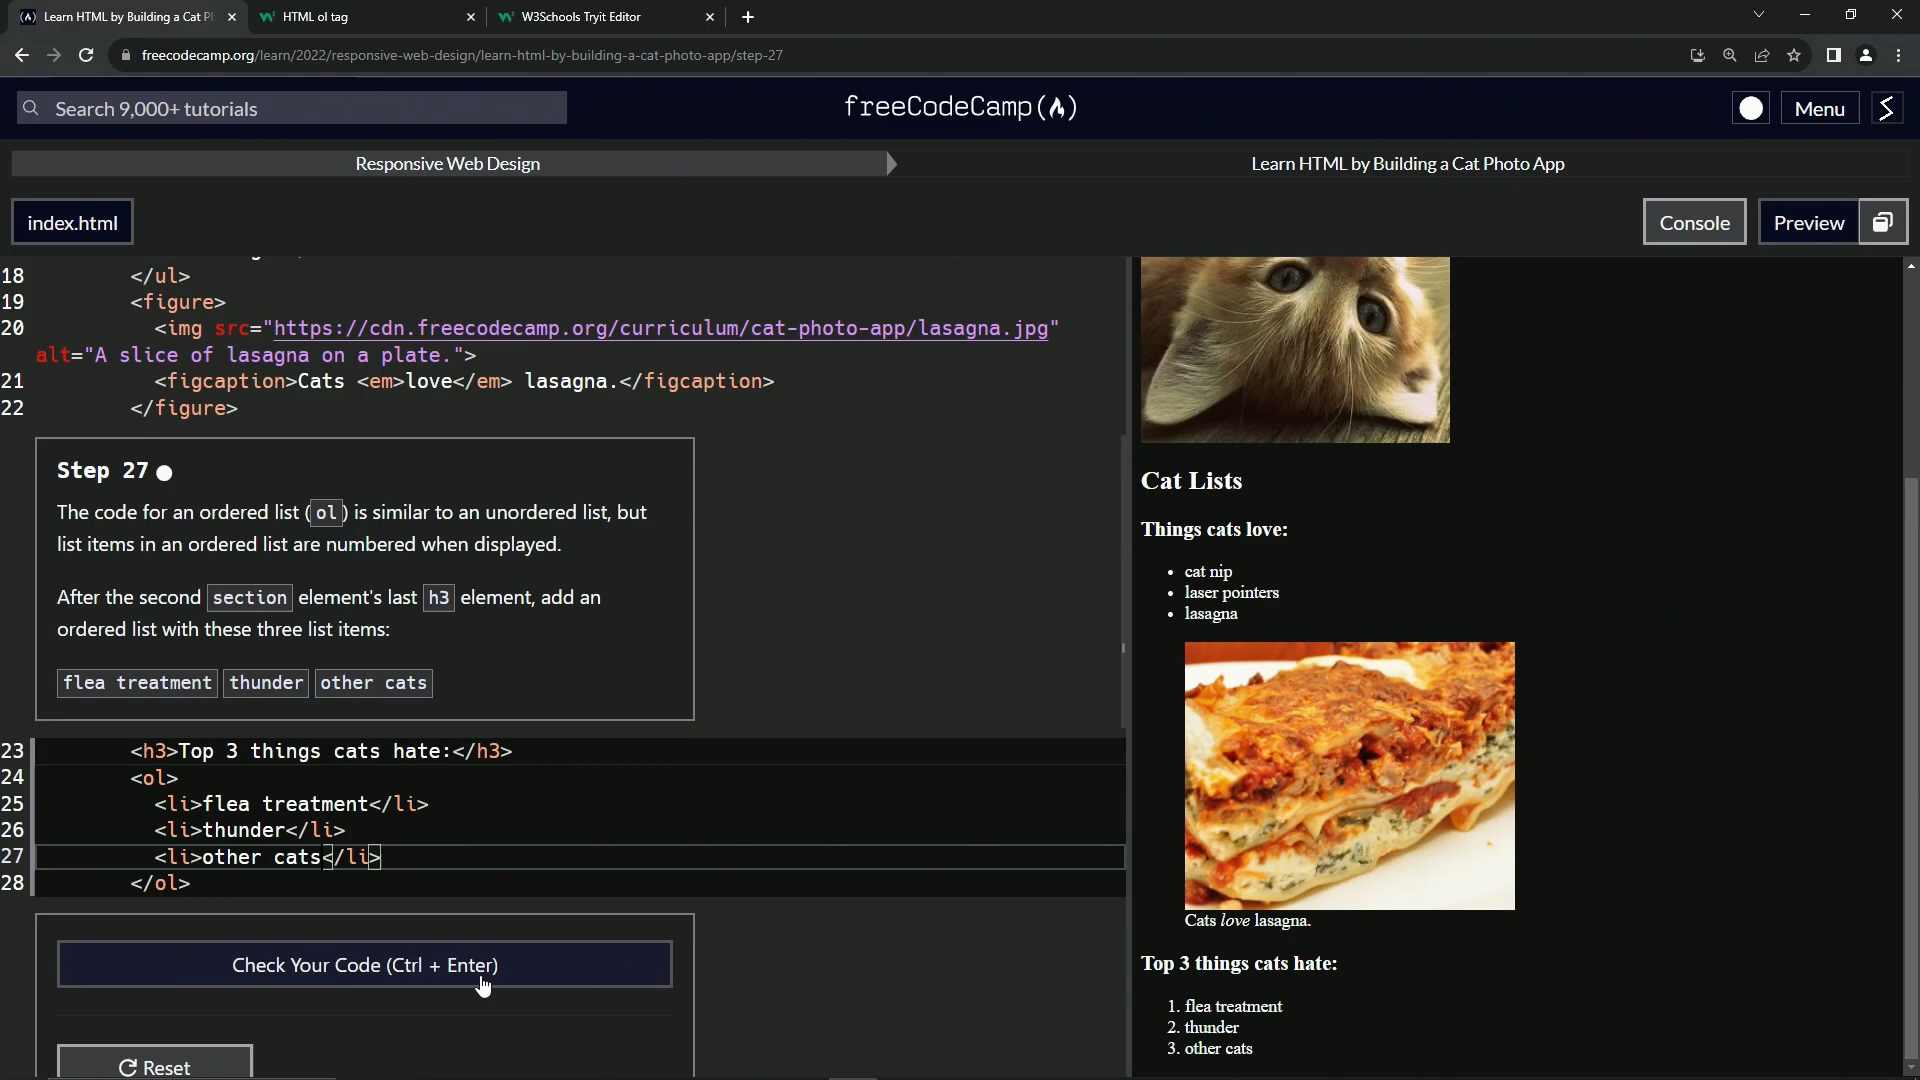 Learn HTML by Building a Cat P
HTML ol tag
W3Schools Tryit Editor
freecodecamp.org/learn/2022/responsive-web-design/learn-html-by-building-a-cat-photo-app/step-27
Search 9,000+ tutorials
freeCodeCamp
Menu
Responsive Web Design
Learn HTML by Building a Cat Photo App
index.html
Console
Preview
18 </ul>
19 <figure>
20 <img src="https://cdn.freecodecamp.org/curriculum/cat-photo-app/lasagna.jpg"
alt="A slice of lasagna on a plate.">
21 <figcaption>Cats <em>love</em> lasagna.</figcaption>
22 </figure>
Step 27
The code for an ordered list (ol) is similar to an unordered list, but
list items in an ordered list are numbered when displayed.
After the second section element's last h3 element, add an
ordered list with these three list items:
flea treatment thunder other cats
23 <h3>Top 3 things cats hate:</h3>
24 <ol>
25 <li>flea treatment</li>
26 <li>thunder</li>
27 <li>other cats</li>
28 </ol>
Check Your Code (Ctrl + Enter)
Reset
Cat Lists
Things cats love:
• cat nip
• laser pointers
• lasagna
Cats love lasagna.
Top 3 things cats hate:
1. flea treatment
2. thunder
3. other cats